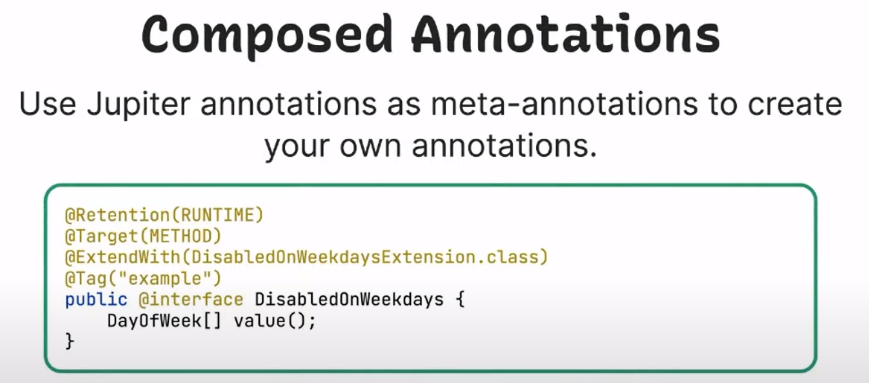 Composed Annotations
Use Jupiter annotations as meta-annotations to create
your own annotations.
@Retention(RUNTIME)
@Target(METHOD)
@ExtendWith(DisabledOnWeekdaysExtension.class)
@Tag("example")
public @interface DisabledOnWeekdays {
    DayOfWeek[] value();
}